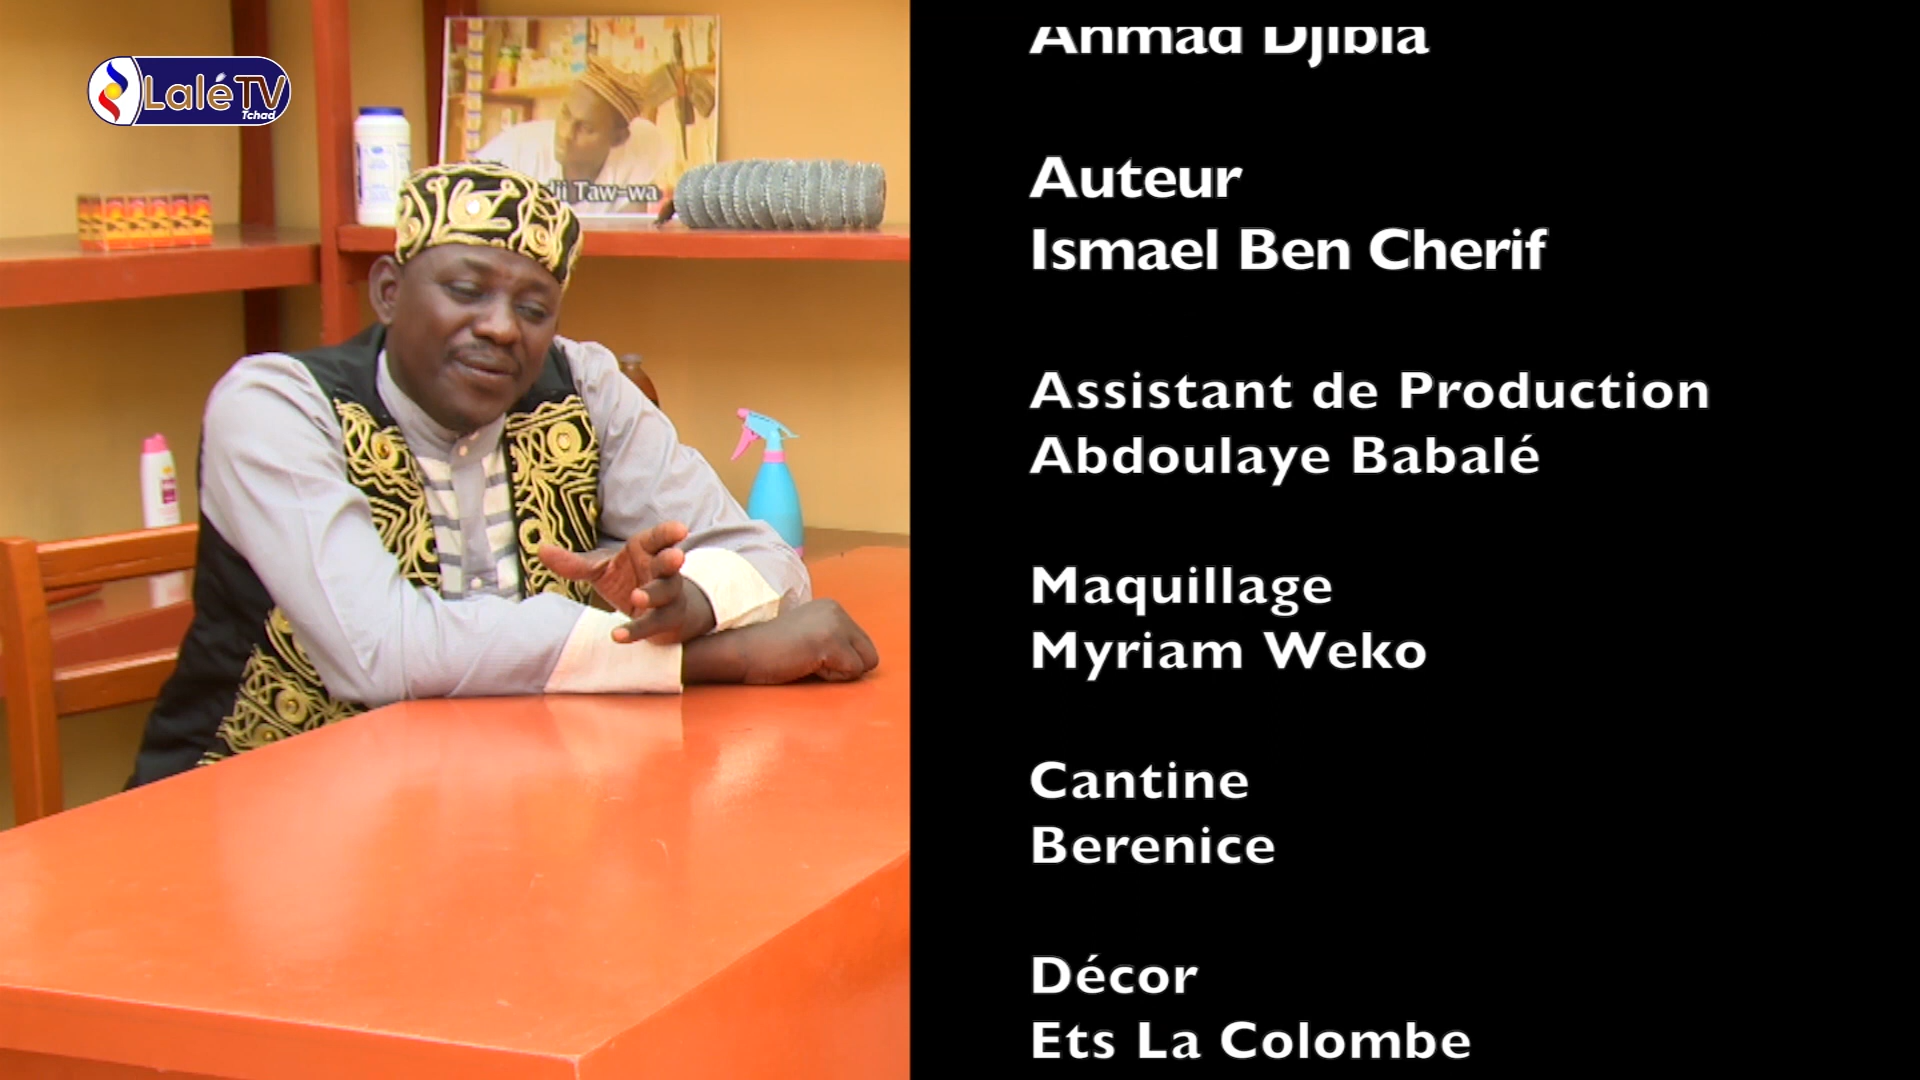 LaléTV
Tchad
Taw-wa
Ahmad Djibia
Auteur
Ismael Ben Cherif
Assistant de Production
Abdoulaye Babalé
Maquillage
Myriam Weko
Cantine
Berenice
Décor
Ets La Colombe